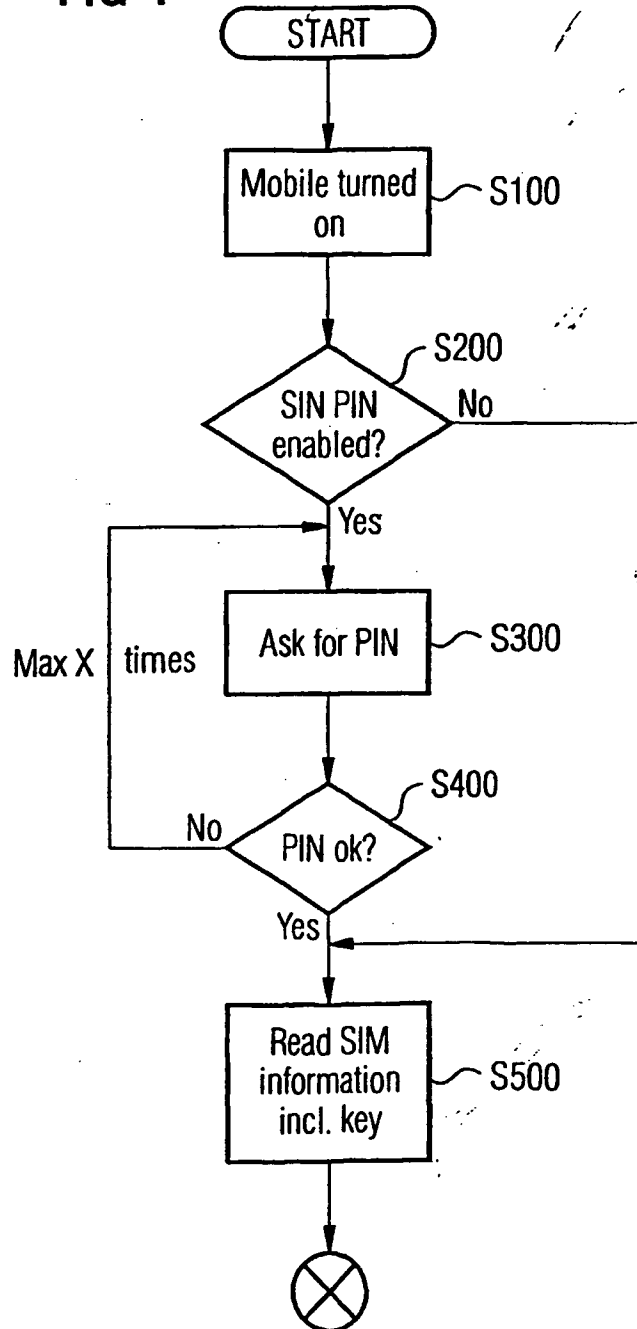 START
Mobile turned
on
S100
S200
SIN PIN
enabled?
No
Yes
Ask for PIN
S300
Max X times
S400
No
PIN ok?
Yes
Read SIM
information
incl. key
S500